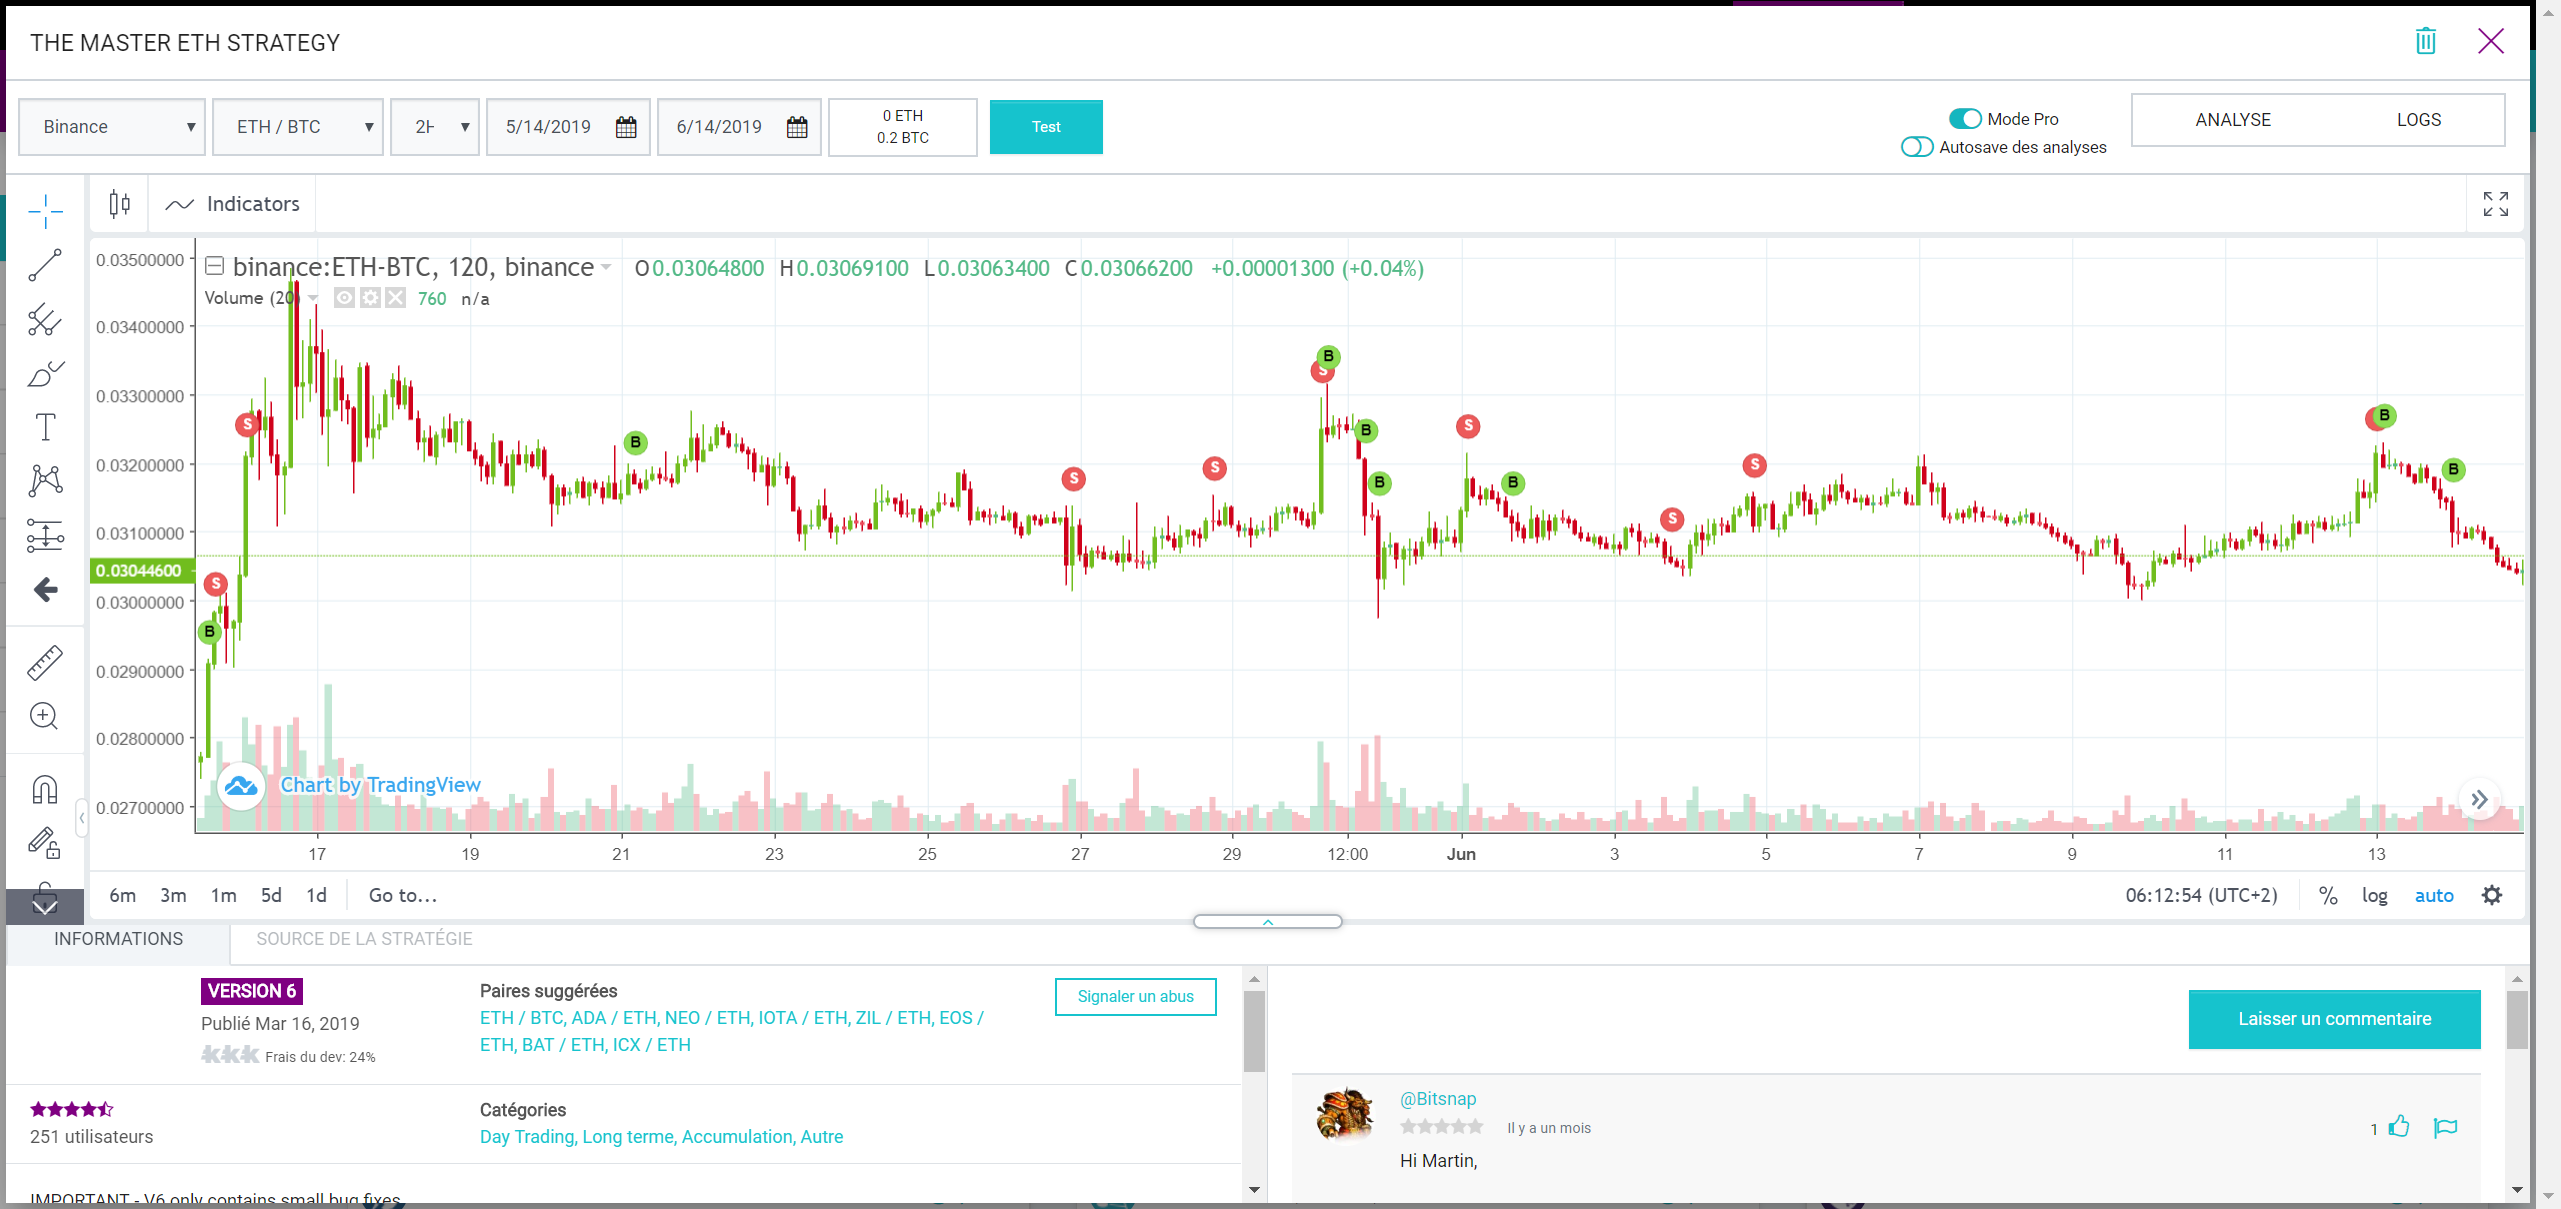 THE MASTER ETH STRATEGY
Binance ▼ ETH / BTC ▼ 2H ▼ 5/14/2019 6/14/2019
0 ETH
0.2 BTC
Test
Mode Pro
Autosave des analyses
ANALYSE LOGS
Indicators
binance:ETH-BTC, 120, binance O0.03064800 H0.03069100 L0.03063400 C0.03066200 +0.00001300 (+0.04%)
Volume (20) 760 n/a
0.03500000
0.03400000
0.03300000
0.03200000
0.03100000
0.03044600
0.03000000
0.02900000
0.02800000
0.02700000
B S S B S S S B B B S B S S B B
Chart by TradingView
17 19 21 23 25 27 29 12:00 Jun 3 5 7 9 11 13
6m 3m 1m 5d 1d Go to... 06:12:54 (UTC+2) % log auto
INFORMATIONS SOURCE DE LA STRATÉGIE
VERSION 6
Publié Mar 16, 2019
Frais du dev: 24%
Paires suggérées
ETH / BTC, ADA / ETH, NEO / ETH, IOTA / ETH, ZIL / ETH, EOS /
ETH, BAT / ETH, ICX / ETH
Signaler un abus
251 utilisateurs
Catégories
Day Trading, Long terme, Accumulation, Autre
IMPORTANT - V6 only contains small bug fixes
Laisser un commentaire
@Bitsnap
Il y a un mois
1
Hi Martin,